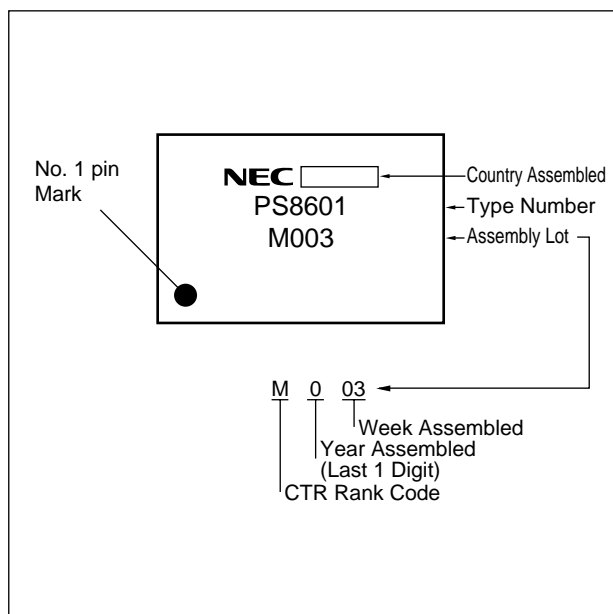 No. 1 pin
Mark
NEC
Country Assembled
PS8601
Type Number
M003
Assembly Lot
M 0 03
Week Assembled
Year Assembled
(Last 1 Digit)
CTR Rank Code